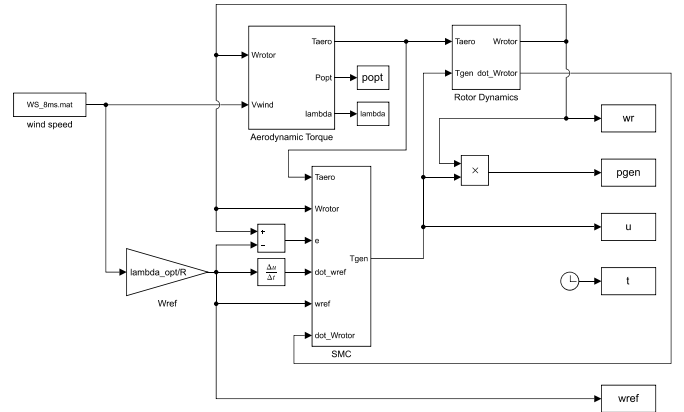 Taero
Wrotor
Popt
popt
Vwind
lambda
lambda
Aerodynamic Torque
Taero
Wrotor
Tgen
dot_Wrotor
Rotor Dynamics
WS_8ms.mat
wind speed
wr
×
pgen
Taero
Wrotor
+
−
e
Tgen
u
lambda_opt/R
Wref
Δu
Δt
dot_wref
t
wref
dot_Wrotor
SMC
wref